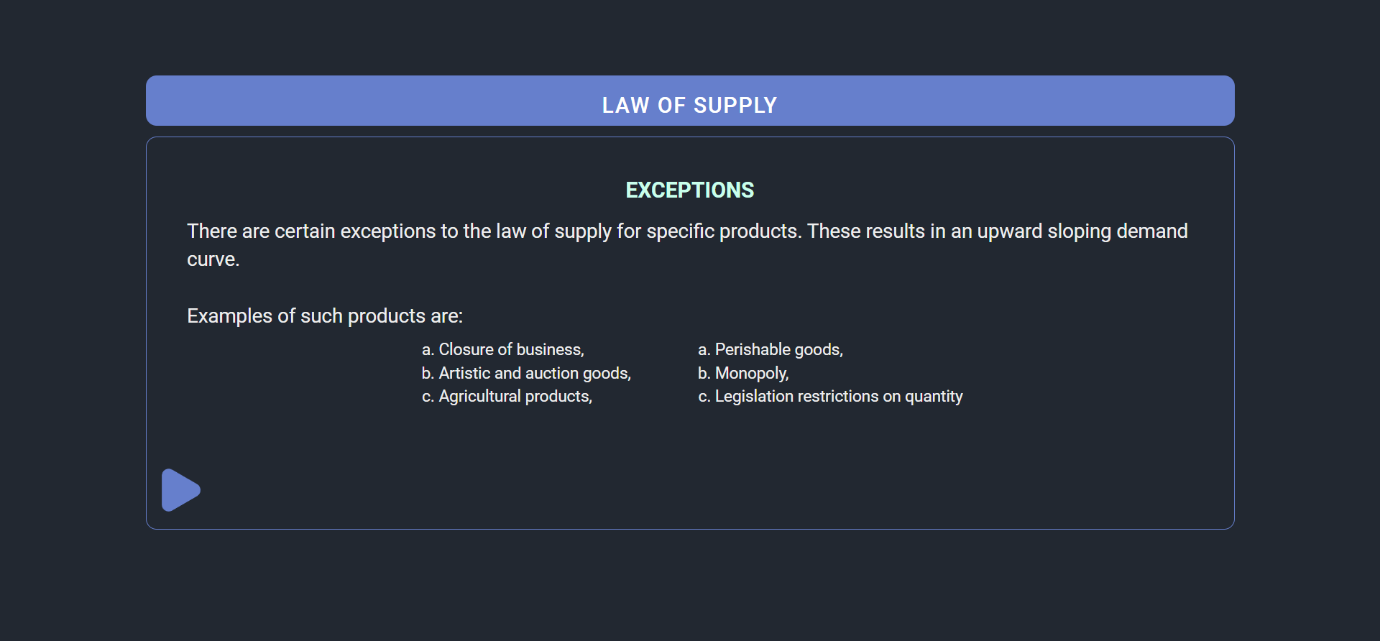 LAW OF SUPPLY
EXCEPTIONS
There are certain exceptions to the law of supply for specific products. These results in an upward sloping demand
curve.
Examples of such products are:
a. Closure of business,
b. Artistic and auction goods,
c. Agricultural products,
a. Perishable goods,
b. Monopoly,
c. Legislation restrictions on quantity